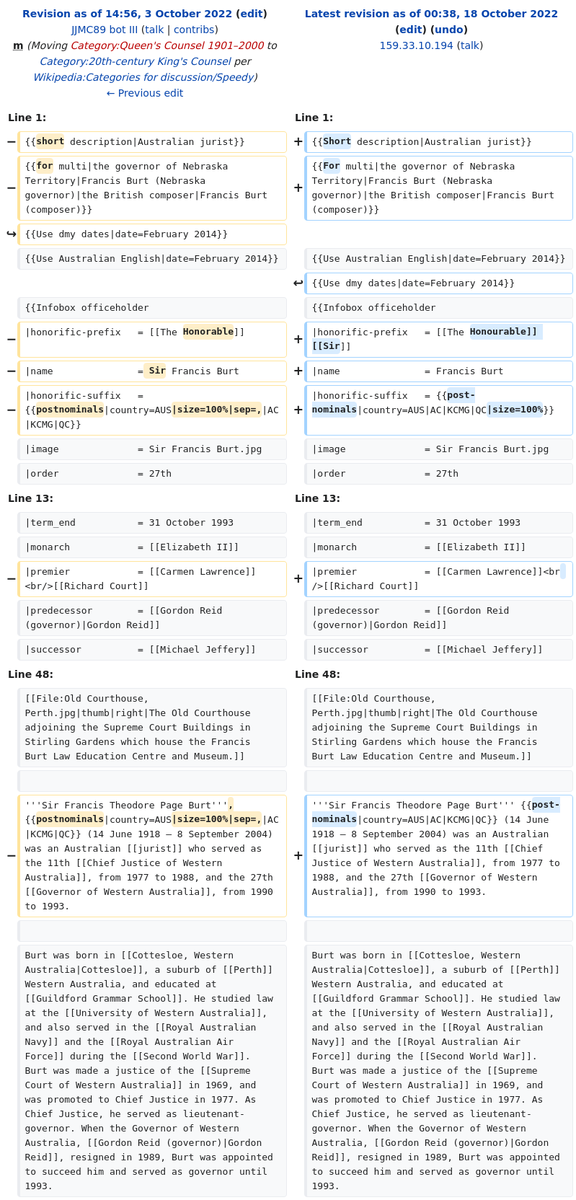 Revision as of 14:56, 3 October 2022 (edit)
JJMC89 bot III (talk | contribs)
m (Moving Category:Queen's Counsel 1901–2000 to
Category:20th-century King's Counsel per
Wikipedia:Categories for discussion/Speedy)
← Previous edit
Latest revision as of 00:38, 18 October 2022
(edit) (undo)
159.33.10.194 (talk)
Line 1:
Line 1:
− {{short description|Australian jurist}}
+ {{Short description|Australian jurist}}
− {{for multi|the governor of Nebraska
Territory|Francis Burt (Nebraska
governor)|the British composer|Francis Burt
(composer)}}
+ {{For multi|the governor of Nebraska
Territory|Francis Burt (Nebraska
governor)|the British composer|Francis Burt
(composer)}}
↪ {{Use dmy dates|date=February 2014}}
{{Use Australian English|date=February 2014}}
{{Use Australian English|date=February 2014}}
↩ {{Use dmy dates|date=February 2014}}
{{Infobox officeholder
{{Infobox officeholder
− |honorific-prefix = [[The Honorable]]
+ |honorific-prefix = [[The Honourable]]
[[Sir]]
− |name = Sir Francis Burt
+ |name = Francis Burt
− |honorific-suffix =
{{postnominals|country=AUS|size=100%|sep=,|AC
|KCMG|QC}}
+ |honorific-suffix = {{post-
nominals|country=AUS|AC|KCMG|QC|size=100%}}
|image = Sir Francis Burt.jpg
|image = Sir Francis Burt.jpg
|order = 27th
|order = 27th
Line 13:
Line 13:
|term_end = 31 October 1993
|term_end = 31 October 1993
|monarch = [[Elizabeth II]]
|monarch = [[Elizabeth II]]
− |premier = [[Carmen Lawrence]]
<br/>[[Richard Court]]
+ |premier = [[Carmen Lawrence]]<br
/>[[Richard Court]]
|predecessor = [[Gordon Reid
(governor)|Gordon Reid]]
|predecessor = [[Gordon Reid
(governor)|Gordon Reid]]
|successor = [[Michael Jeffery]]
|successor = [[Michael Jeffery]]
Line 48:
Line 48:
[[File:Old Courthouse,
Perth.jpg|thumb|right|The Old Courthouse
adjoining the Supreme Court Buildings in
Stirling Gardens which house the Francis
Burt Law Education Centre and Museum.]]
[[File:Old Courthouse,
Perth.jpg|thumb|right|The Old Courthouse
adjoining the Supreme Court Buildings in
Stirling Gardens which house the Francis
Burt Law Education Centre and Museum.]]
− '''Sir Francis Theodore Page Burt''',
{{postnominals|country=AUS|size=100%|sep=,|AC
|KCMG|QC}} (14 June 1918 – 8 September 2004)
was an Australian [[jurist]] who served as
the 11th [[Chief Justice of Western
Australia]], from 1977 to 1988, and the 27th
[[Governor of Western Australia]], from 1990
to 1993.
+ '''Sir Francis Theodore Page Burt''' {{post-
nominals|country=AUS|AC|KCMG|QC}} (14 June
1918 – 8 September 2004) was an Australian
[[jurist]] who served as the 11th [[Chief
Justice of Western Australia]], from 1977 to
1988, and the 27th [[Governor of Western
Australia]], from 1990 to 1993.
Burt was born in [[Cottesloe, Western
Australia|Cottesloe]], a suburb of [[Perth]]
Western Australia, and educated at
[[Guildford Grammar School]]. He studied law
at the [[University of Western Australia]],
and also served in the [[Royal Australian
Navy]] and the [[Royal Australian Air
Force]] during the [[Second World War]].
Burt was made a justice of the [[Supreme
Court of Western Australia]] in 1969, and
was promoted to Chief Justice in 1977. As
Chief Justice, he served as lieutenant-
governor. When the Governor of Western
Australia, [[Gordon Reid (governor)|Gordon
Reid]], resigned in 1989, Burt was appointed
to succeed him and served as governor until
1993.
Burt was born in [[Cottesloe, Western
Australia|Cottesloe]], a suburb of [[Perth]]
Western Australia, and educated at
[[Guildford Grammar School]]. He studied law
at the [[University of Western Australia]],
and also served in the [[Royal Australian
Navy]] and the [[Royal Australian Air
Force]] during the [[Second World War]].
Burt was made a justice of the [[Supreme
Court of Western Australia]] in 1969, and
was promoted to Chief Justice in 1977. As
Chief Justice, he served as lieutenant-
governor. When the Governor of Western
Australia, [[Gordon Reid (governor)|Gordon
Reid]], resigned in 1989, Burt was appointed
to succeed him and served as governor until
1993.